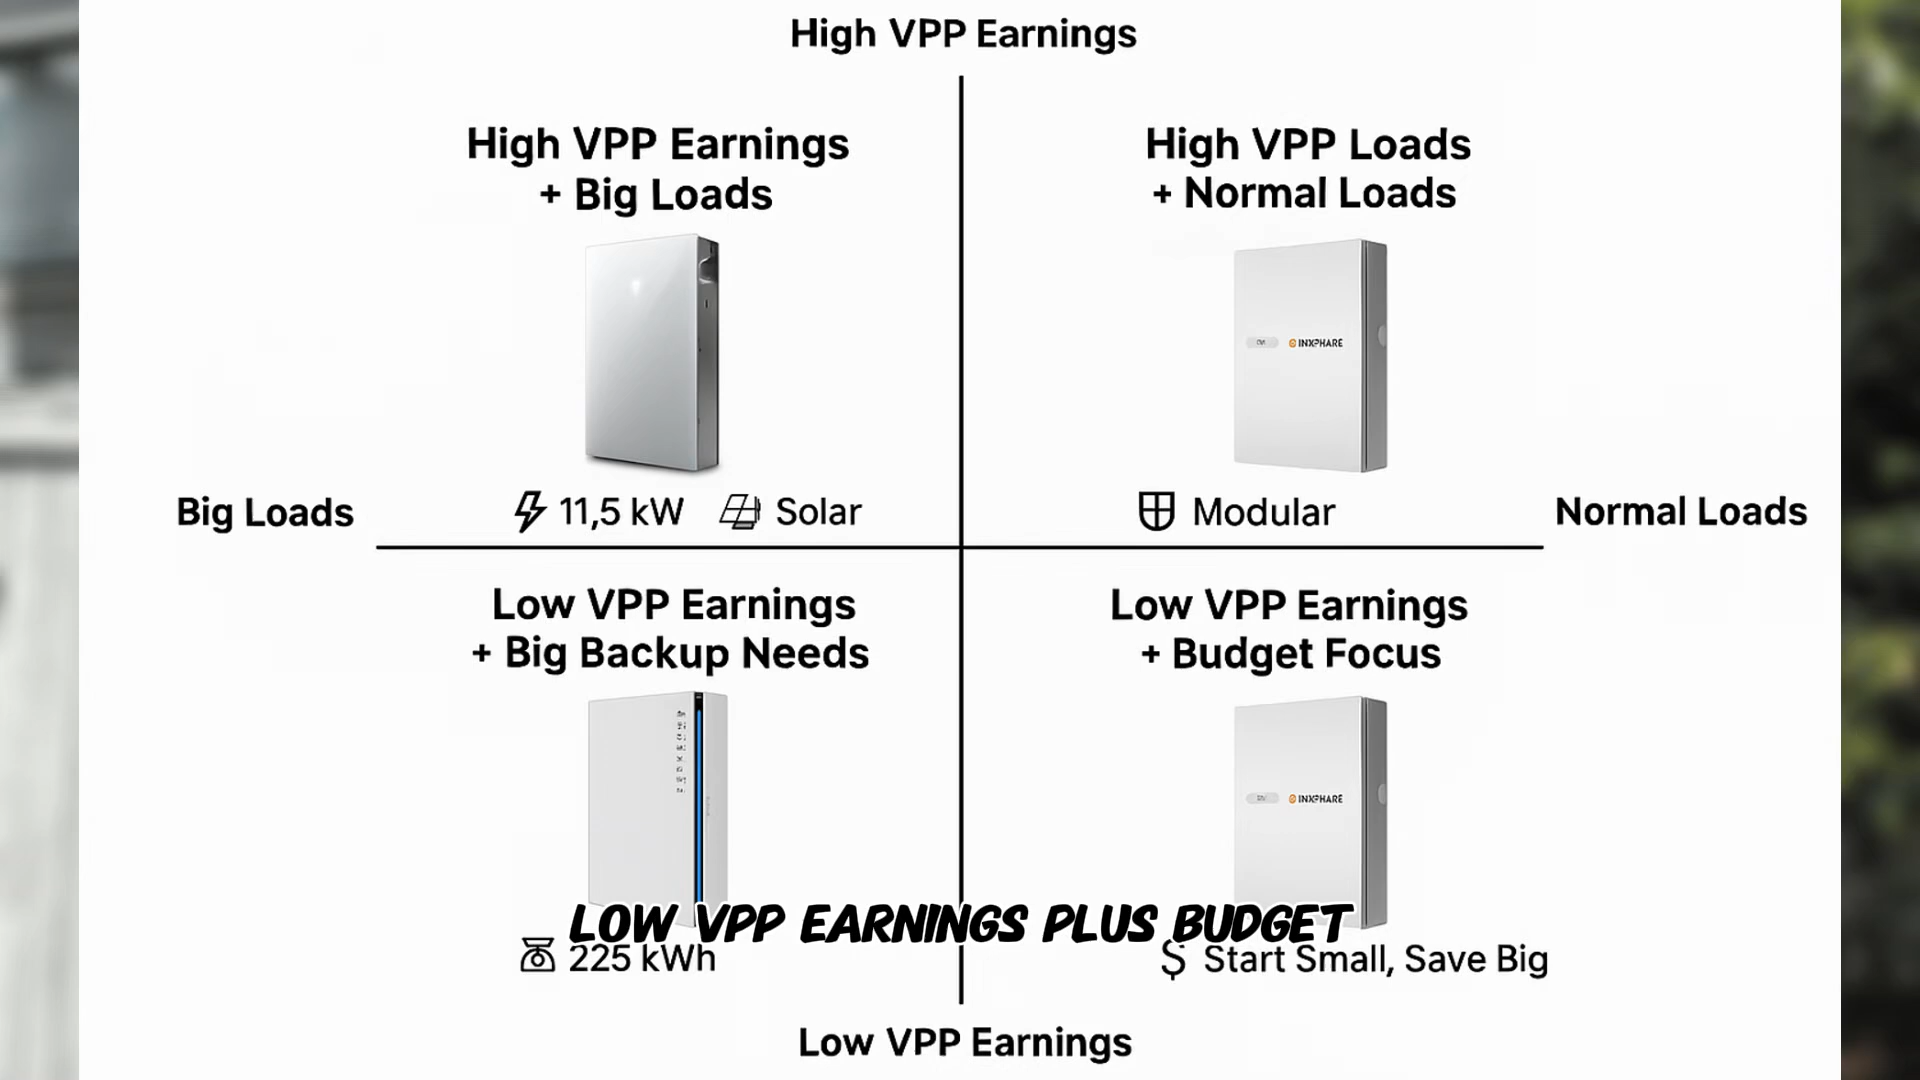 High VPP Earnings
High VPP Earnings
+ Big Loads
High VPP Loads
+ Normal Loads
INXPHARE
Big Loads
11,5 kW
Solar
Modular
Normal Loads
Low VPP Earnings
+ Big Backup Needs
Low VPP Earnings
+ Budget Focus
INXPHARE
LOW VPP EARNINGS PLUS BUDGET
225 kWh
$ Start Small, Save Big
Low VPP Earnings